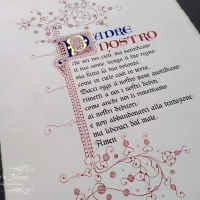 PADRE
NOSTRO
che sei nei cieli, sia santificato
il tuo nome, venga il tuo regno,
sia fatta la tua volontà,
come in cielo così in terra.
Dacci oggi il nostro pane quotidiano,
rimetti a noi i nostri debiti
come anche noi li rimettiamo
ai nostri debitori,
e non abbandonarci alla tentazione,
ma liberaci dal male.
Amen